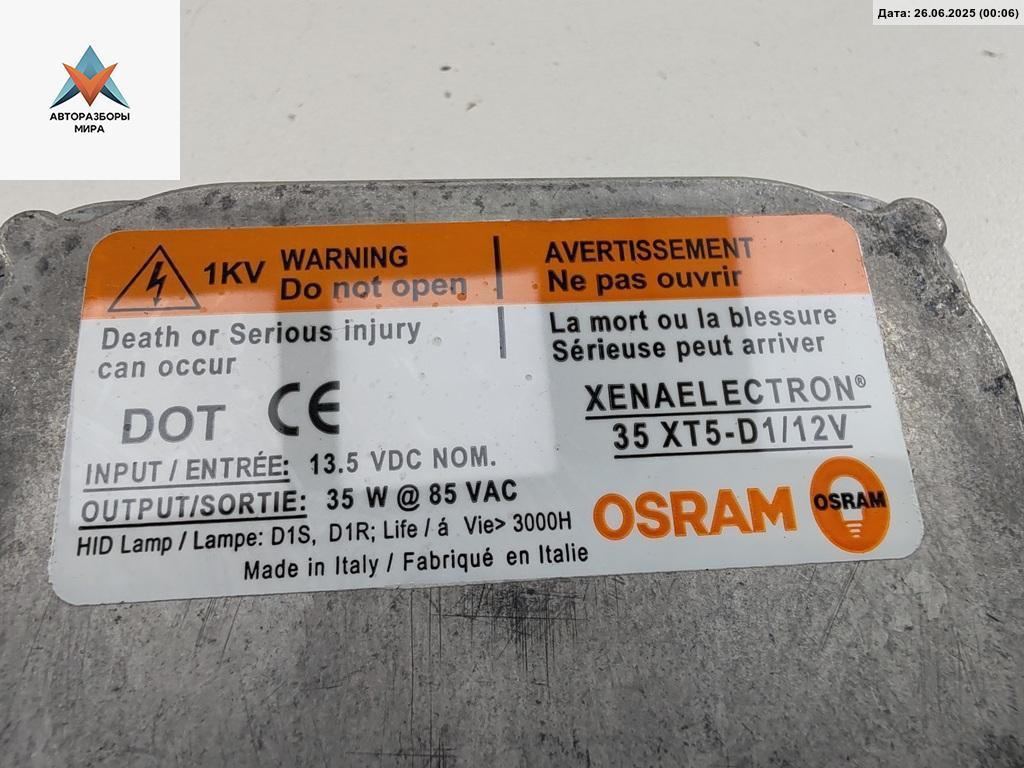 Дата: 26.06.2025 (00:06)
АВТОРАЗБОРЫ
МИРА
1KV
WARNING
Do not open
AVERTISSEMENT
Ne pas ouvrir
Death or Serious injury
can occur
La mort ou la blessure
Sérieuse peut arriver
DOT CE
XENAELECTRON®
35 XT5-D1/12V
INPUT / ENTRÉE: 13.5 VDC NOM.
OUTPUT/SORTIE: 35 W @ 85 VAC
HID Lamp / Lampe: D1S, D1R; Life / á Vie> 3000H
Made in Italy / Fabriqué en Italie
OSRAM
OSRAM